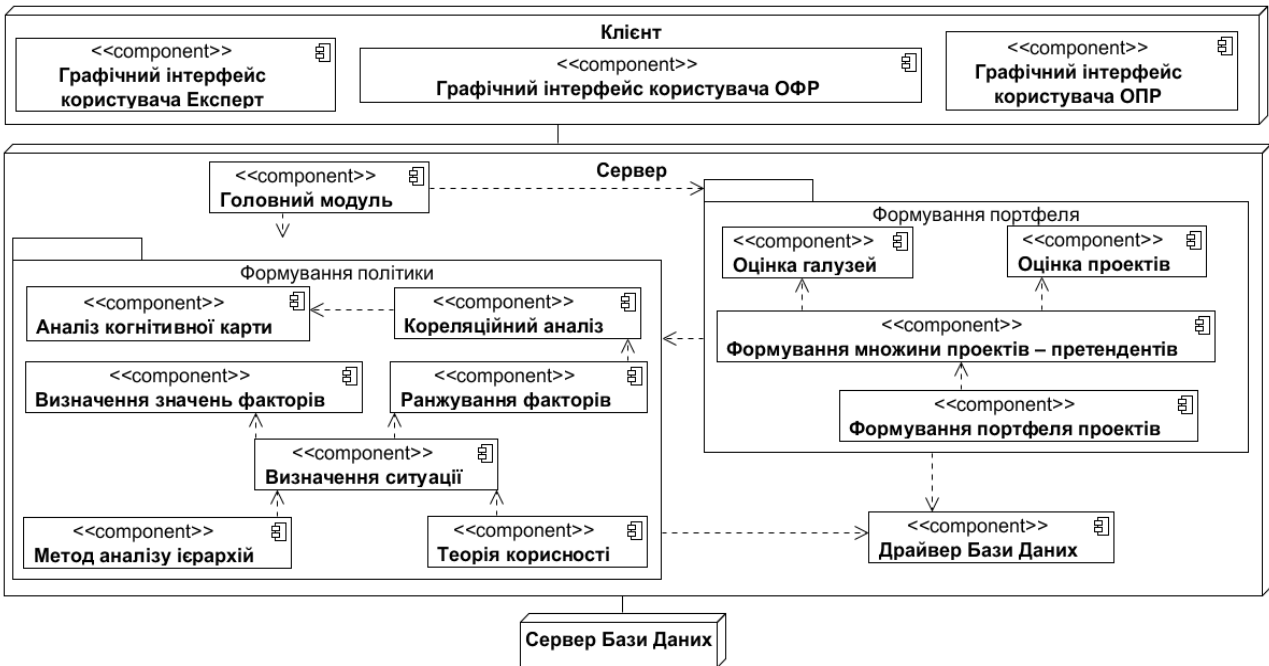 Клієнт
<<component>>
Графічний інтерфейс
користувача Експерт
<<component>>
Графічний інтерфейс користувача ОФР
<<component>>
Графічний інтерфейс
користувача ОПР
Сервер
<<component>>
Головний модуль
Формування портфеля
<<component>>
Оцінка галузей
<<component>>
Оцінка проектів
<<component>>
Формування множини проектів – претендентів
<<component>>
Формування портфеля проектів
Формування політики
<<component>>
Аналіз когнітивної карти
<<component>>
Кореляційний аналіз
<<component>>
Визначення значень факторів
<<component>>
Ранжування факторів
<<component>>
Визначення ситуації
<<component>>
Метод аналізу ієрархій
<<component>>
Теорія корисності
<<component>>
Драйвер Бази Даних
Сервер Бази Даних